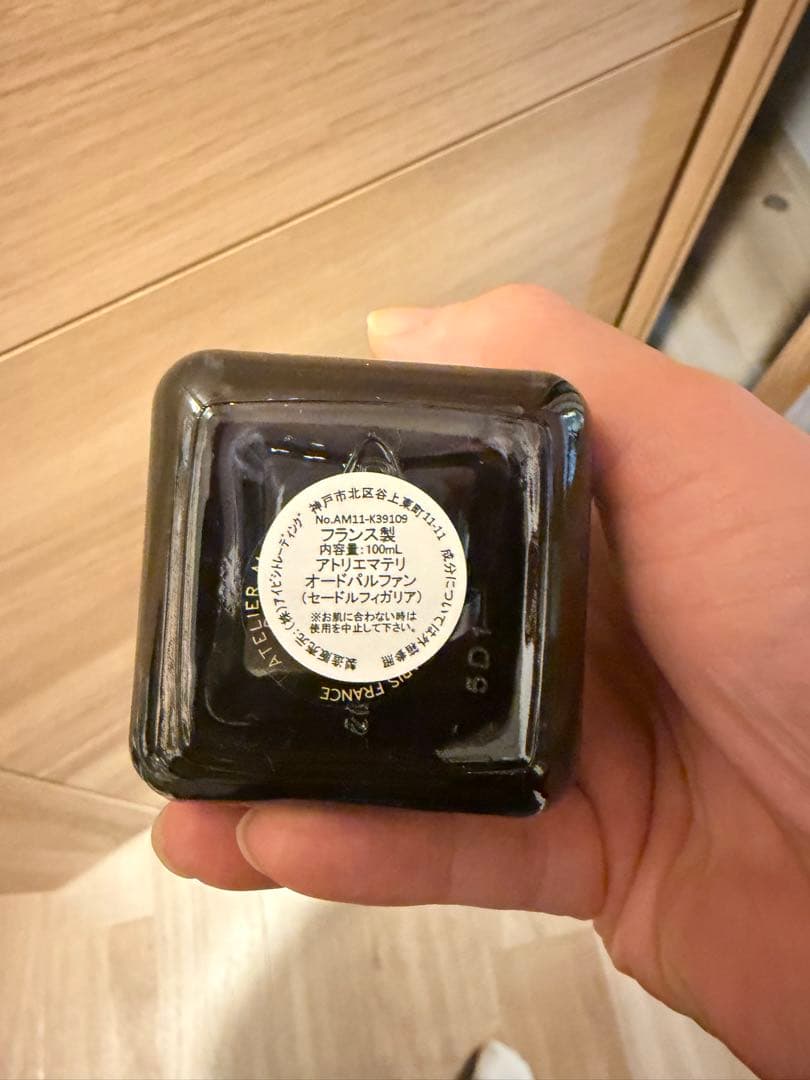 No.AM11-K39109
フランス製
内容量:100mL
アトリエマテリ
オードパルファン
(セードルフィガリア)
※お肌に合わない時は
使用を中止して下さい。
製造販売元:(株)アイビシトレーディング 神戸市北区谷上東町11-11 成分については外箱参照
ATELIER
FRANCE
5D1